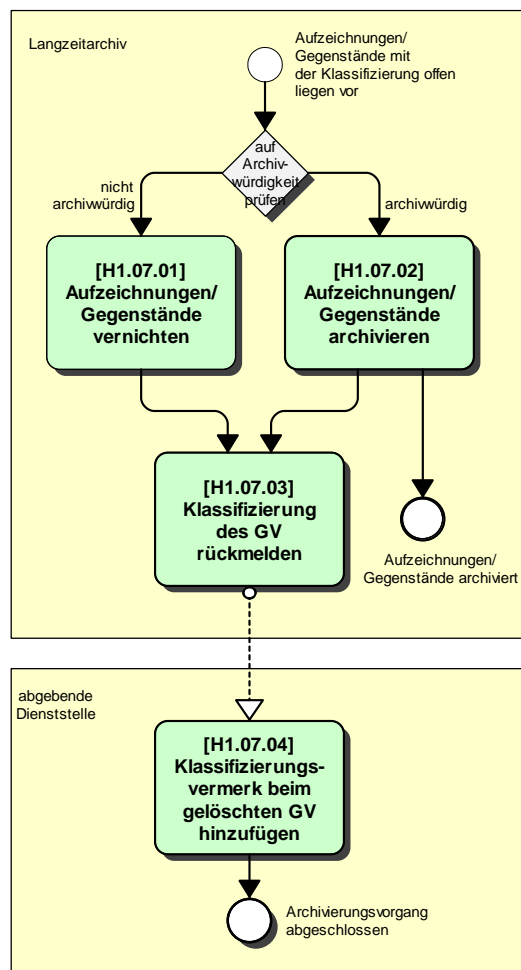 Langzeitarchiv
Aufzeichnungen/
Gegenstände mit
der Klassifizierung offen
liegen vor
auf
Archiv-
würdigkeit
prüfen
nicht
archiwürdig
archiwürdig
[H1.07.01]
Aufzeichnungen/
Gegenstände
vernichten
[H1.07.02]
Aufzeichnungen/
Gegenstände
archivieren
[H1.07.03]
Klassifizierung
des GV
rückmelden
Aufzeichnungen/
Gegenstände archiviert
abgebende
Dienststelle
[H1.07.04]
Klassifizierungs-
vermerk beim
gelöschten GV
hinzufügen
Archivierungsvorgang
abgeschlossen